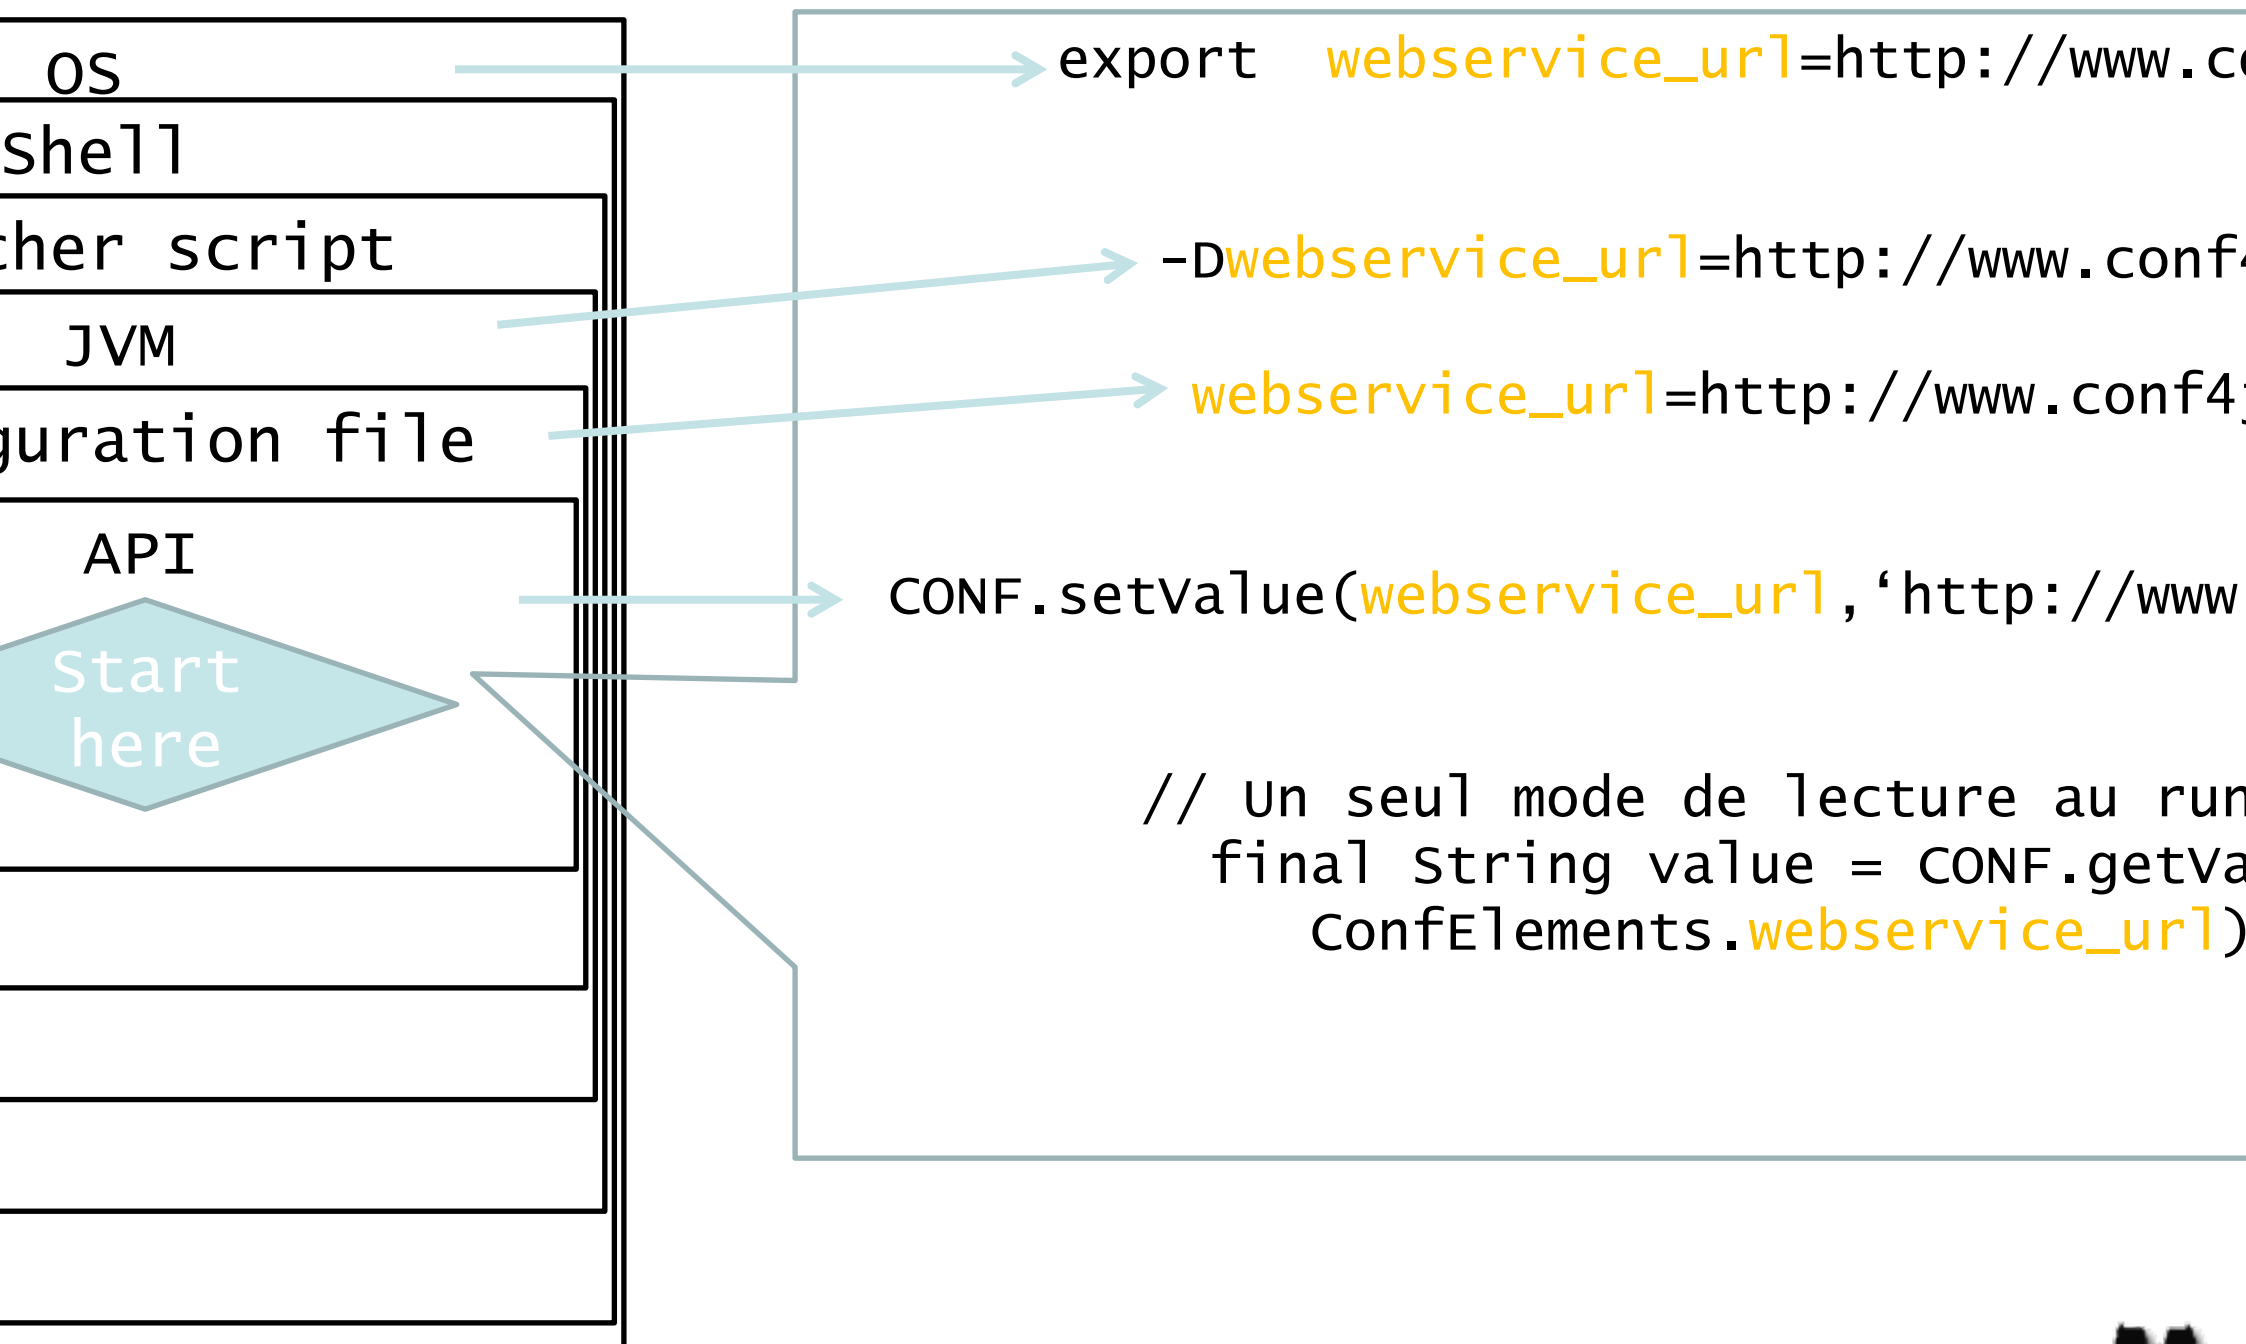 OS
Shell
cher script
JVM
guration file
API
Start
here
export webservice_url=http://www.co
-Dwebservice_url=http://www.conf4
webservice_url=http://www.conf4j
CONF.setValue(webservice_url,‘http://www
// Un seul mode de lecture au run
final String value = CONF.getVa
ConfElements.webservice_url)